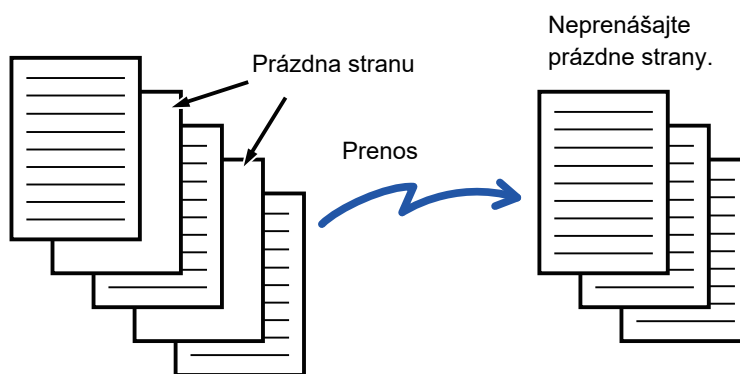 Prázdna stranu
Prenos
Neprenášajte
prázdne strany.